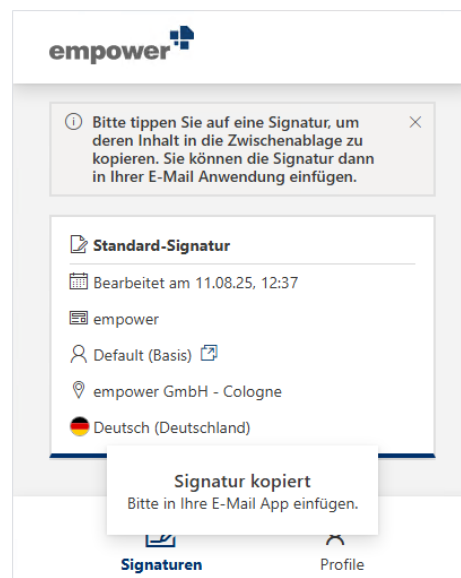 empower
Bitte tippen Sie auf eine Signatur, um
deren Inhalt in die Zwischenablage zu
kopieren. Sie können die Signatur dann
in Ihrer E-Mail Anwendung einfügen.
Standard-Signatur
Bearbeitet am 11.08.25, 12:37
empower
Default (Basis)
empower GmbH - Cologne
Deutsch (Deutschland)
Signatur kopiert
Bitte in Ihre E-Mail App einfügen.
Signaturen
Profile